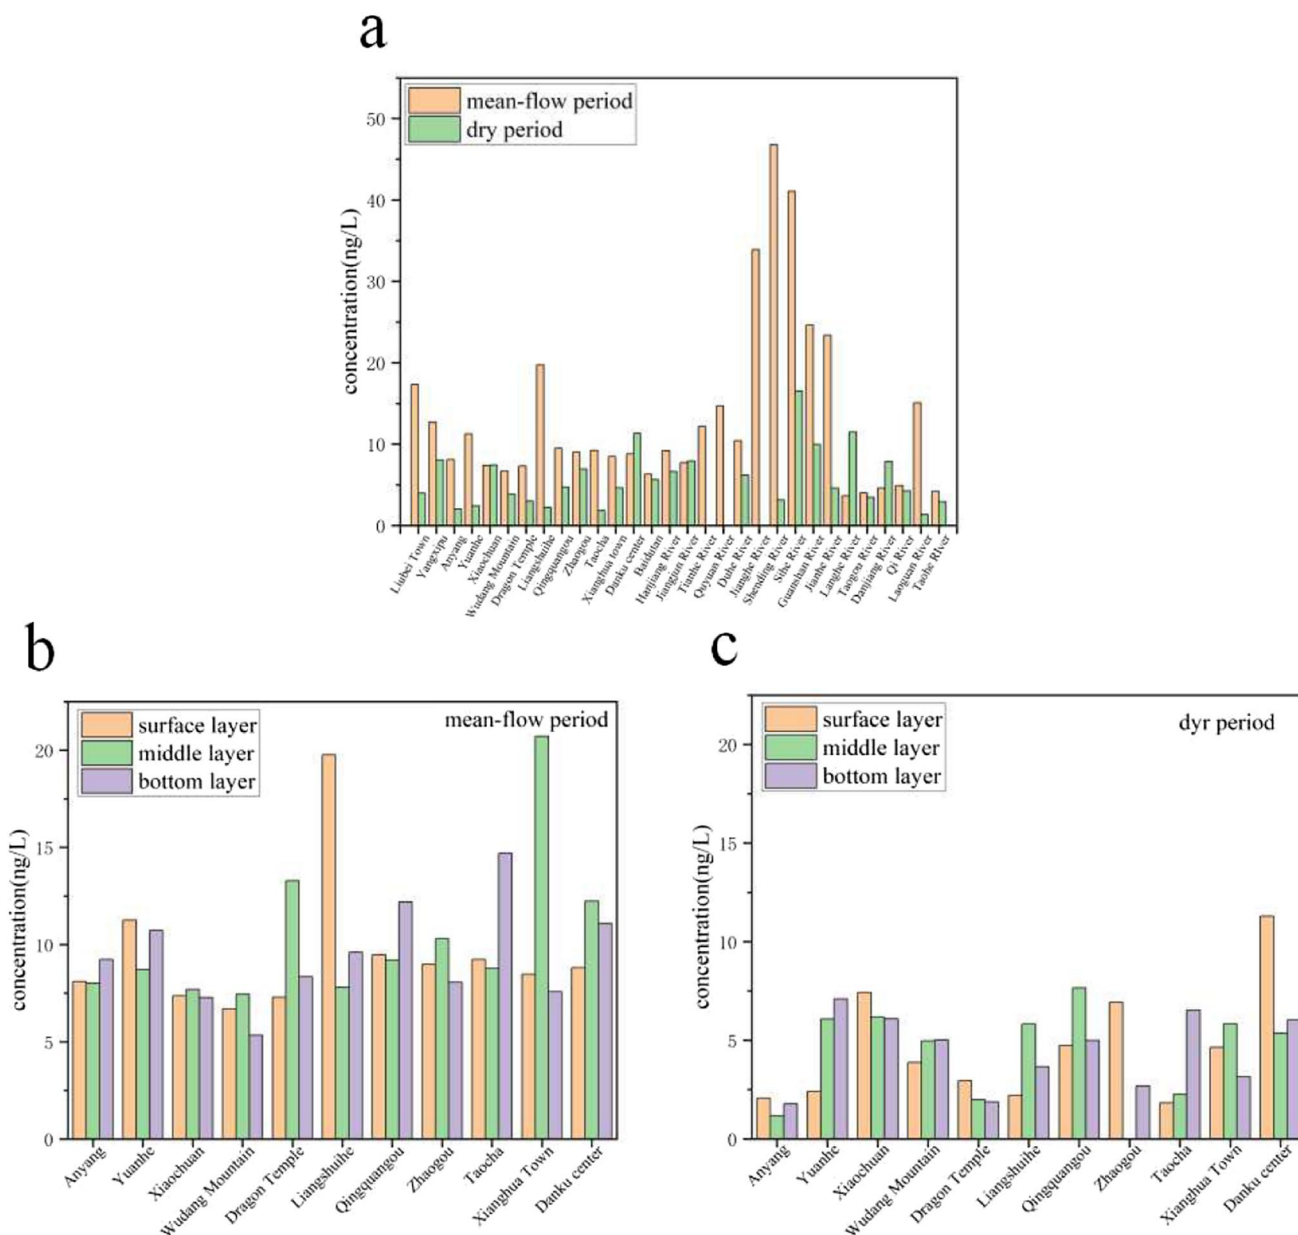 a
mean-flow period
dry period
concentration(ng/L)
50
40
30
20
10
0
Liubei Town
Yangxipu
Anyang
Yuanhe
Xiaochuan
Wudang Mountain
Dragon Temple
Liangshuihe
Qingquangou
Zhaogou
Taocha
Xianghua town
Danku center
Baidutan
Hanjiang River
Jiangjun River
Tianhe River
Quyuan River
Duhe River
Jianghe River
Shending River
Sihe River
Guanshan River
Jianhe River
Langhe River
Taogou River
Danjiang River
Qi River
Laoguan River
Taohe RIver
b
surface layer
middle layer
bottom layer
mean-flow period
concentration(ng/L)
20
15
10
5
0
Anyang
Yuanhe
Xiaochuan
Wudang Mountain
Dragon Temple
Liangshuihe
Qingquangou
Zhaogou
Taocha
Xianghua Town
Danku center
c
surface layer
middle layer
bottom layer
dyr period
concentration(ng/L)
20
15
10
5
0
Anyang
Yuanhe
Xiaochuan
Wudang Mountain
Dragon Temple
Liangshuihe
Qingquangou
Zhaogou
Taocha
Xianghua Town
Danku center